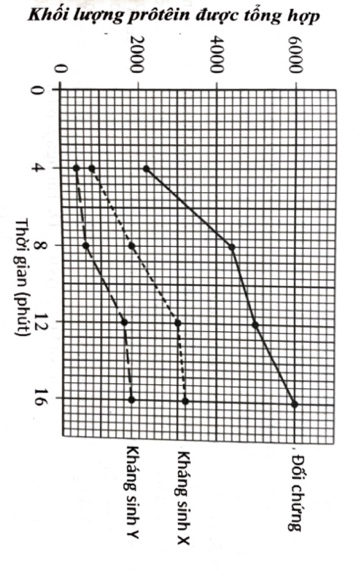 Khối lượng prôtêin được tổng hợp
0
2000
4000
6000
0
4
8
12
16
Thời gian (phút)
Đối chứng
Kháng sinh X
Kháng sinh Y